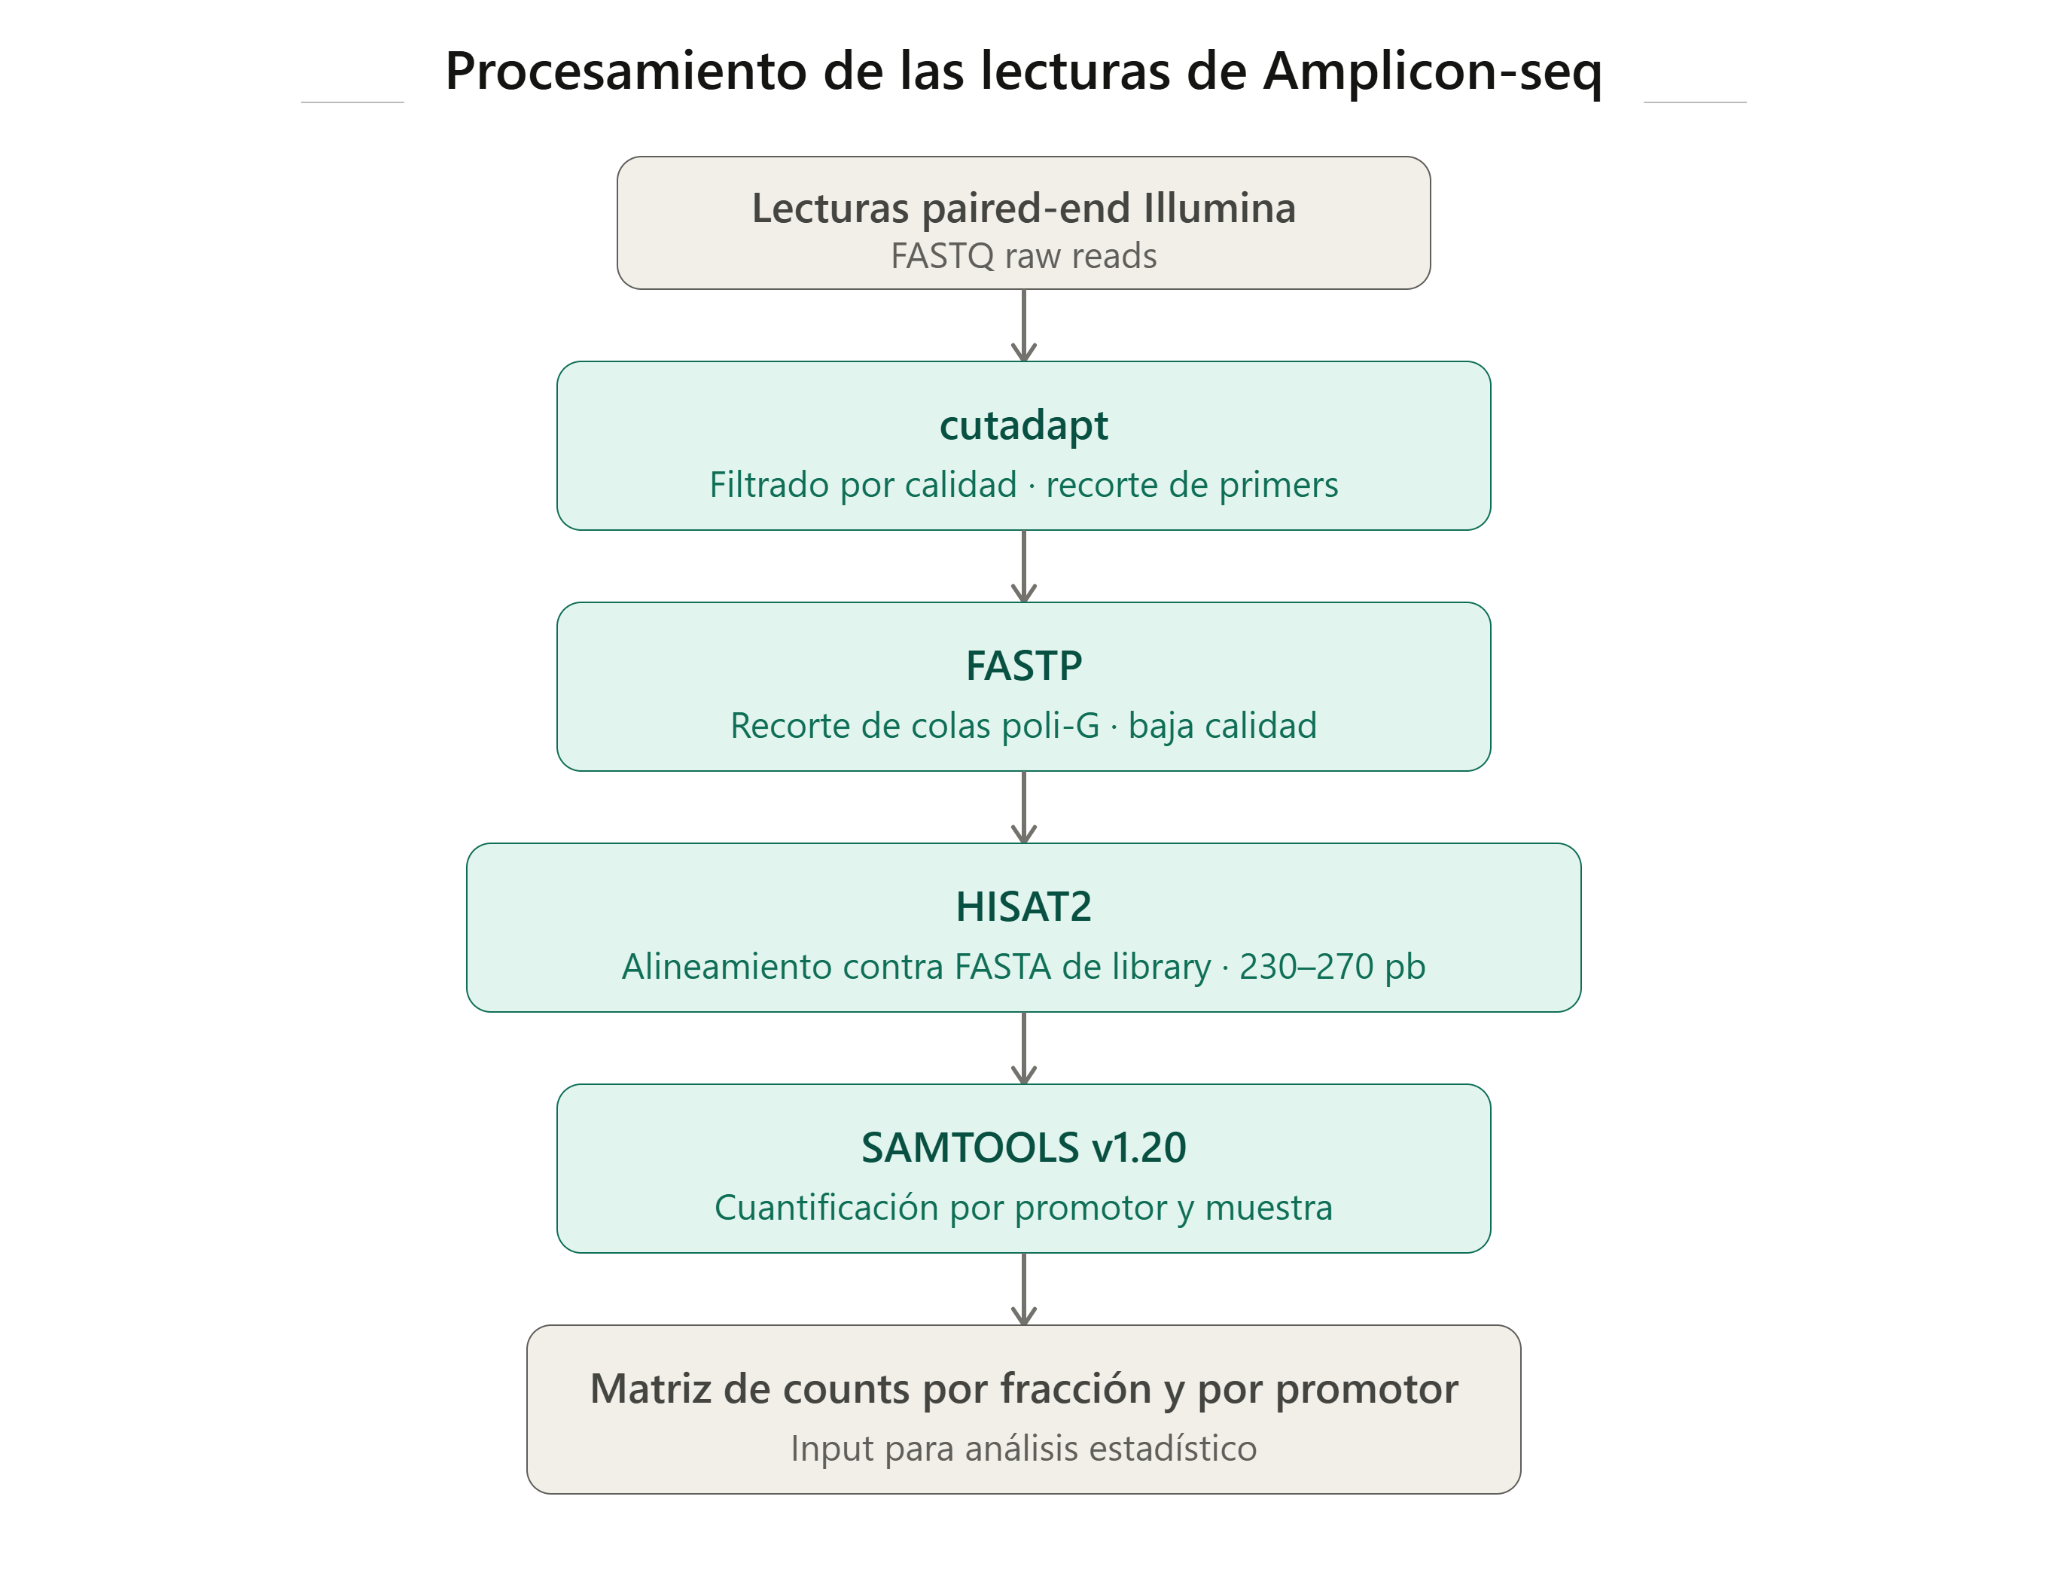 Procesamiento de las lecturas de Amplicon-seq
Lecturas paired-end Illumina
FASTQ raw reads
cutadapt
Filtrado por calidad · recorte de primers
FASTP
Recorte de colas poli-G · baja calidad
HISAT2
Alineamiento contra FASTA de library · 230–270 pb
SAMTOOLS v1.20
Cuantificación por promotor y muestra
Matriz de counts por fracción y por promotor
Input para análisis estadístico